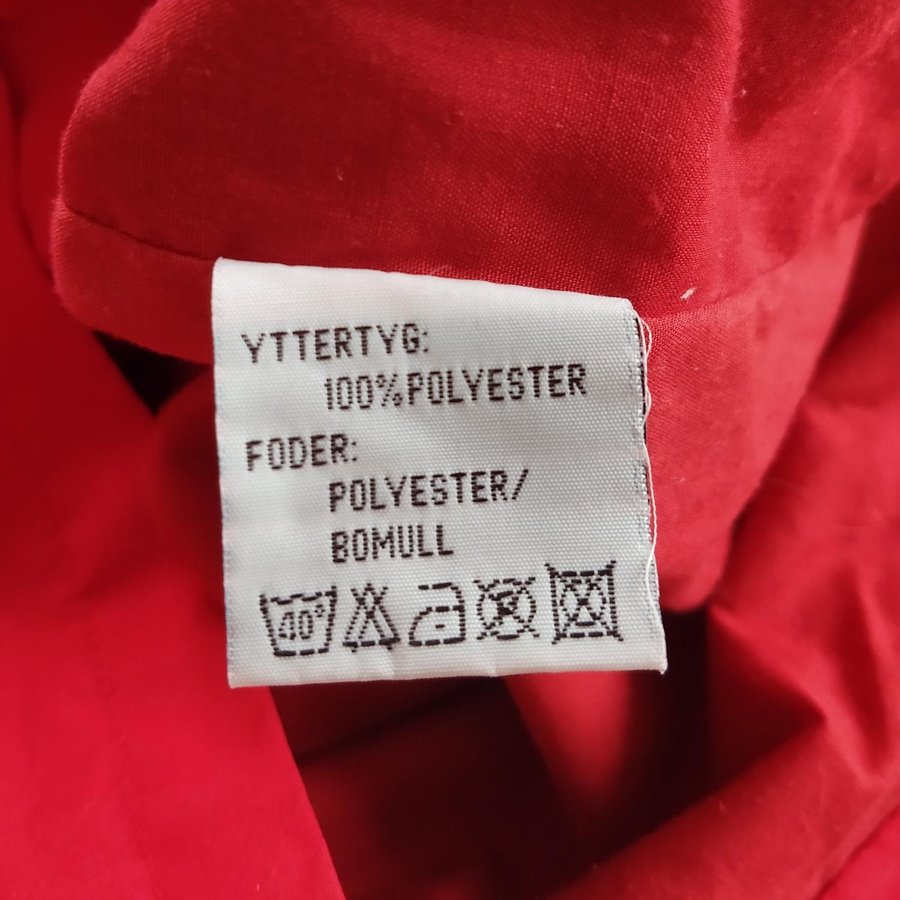 YTTERTYG:
100%POLYESTER
FODER:
POLYESTER/
BOMULL
40°